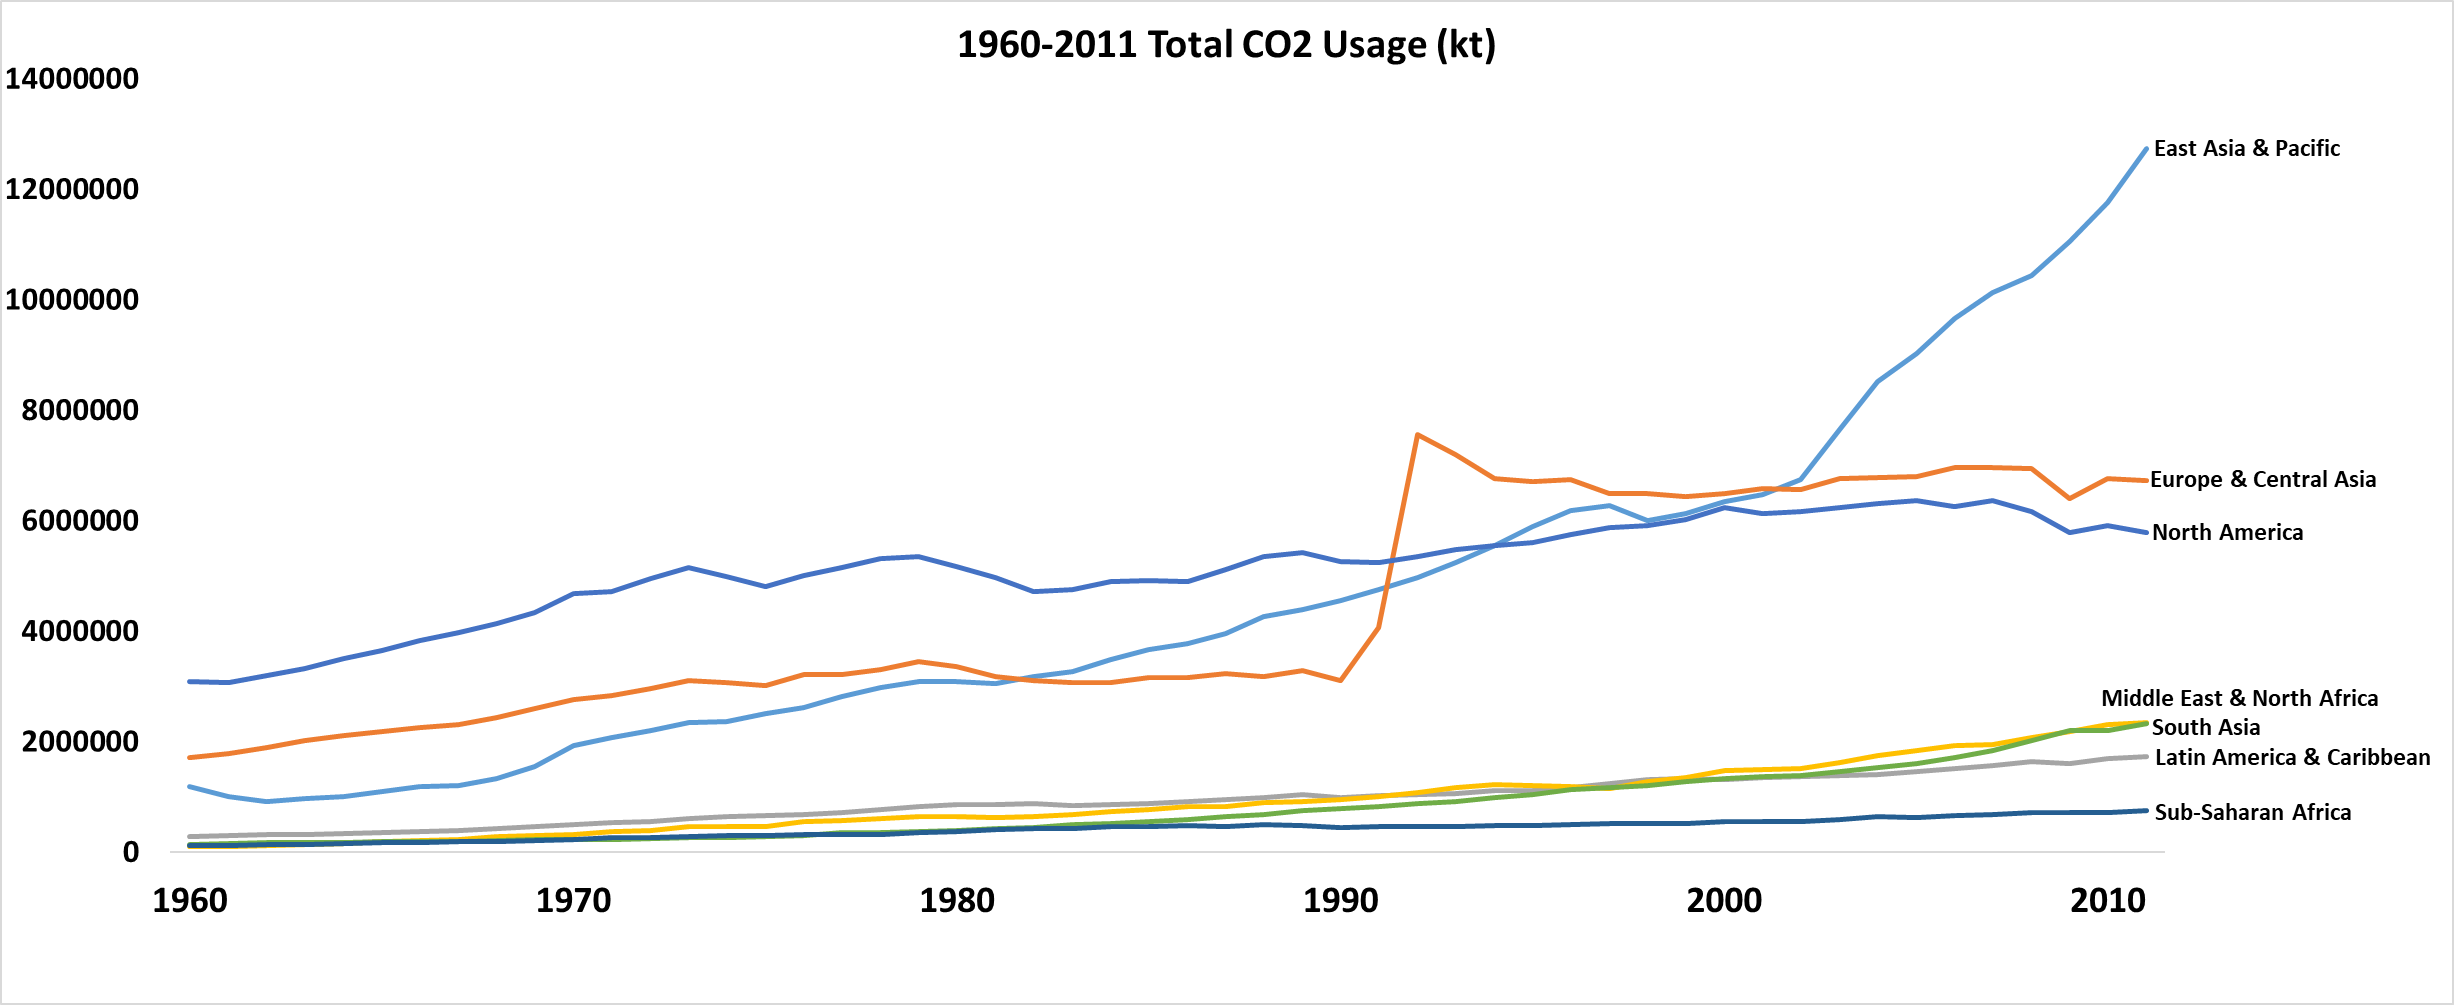 1960-2011 Total CO2 Usage (kt)
14000000
12000000
10000000
8000000
6000000
4000000
2000000
0
East Asia & Pacific
Europe & Central Asia
North America
Middle East & North Africa
South Asia
Latin America & Caribbean
Sub-Saharan Africa
1960 1970 1980 1990 2000 2010